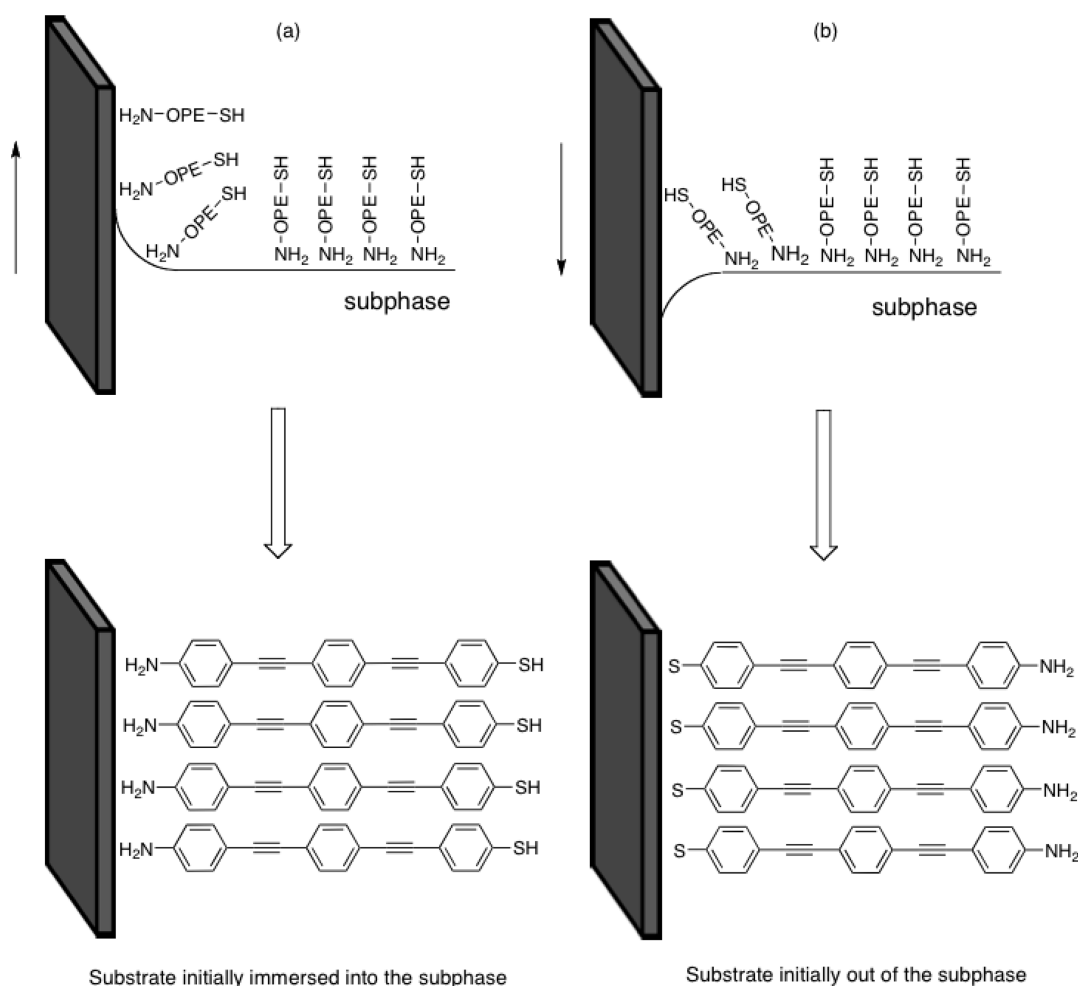 (a)
H₂N-OPE-SH
H₂N-OPE-SH
H₂N-OPE-SH
SH SH SH SH
OPE OPE OPE OPE
NH₂ NH₂ NH₂ NH₂
subphase
(b)
HS-OPE-NH₂
HS-OPE-NH₂
SH SH SH SH
OPE OPE OPE OPE
NH₂ NH₂ NH₂ NH₂
subphase
H₂N SH
H₂N SH
H₂N SH
H₂N SH
Substrate initially immersed into the subphase
S NH₂
S NH₂
S NH₂
S NH₂
Substrate initially out of the subphase